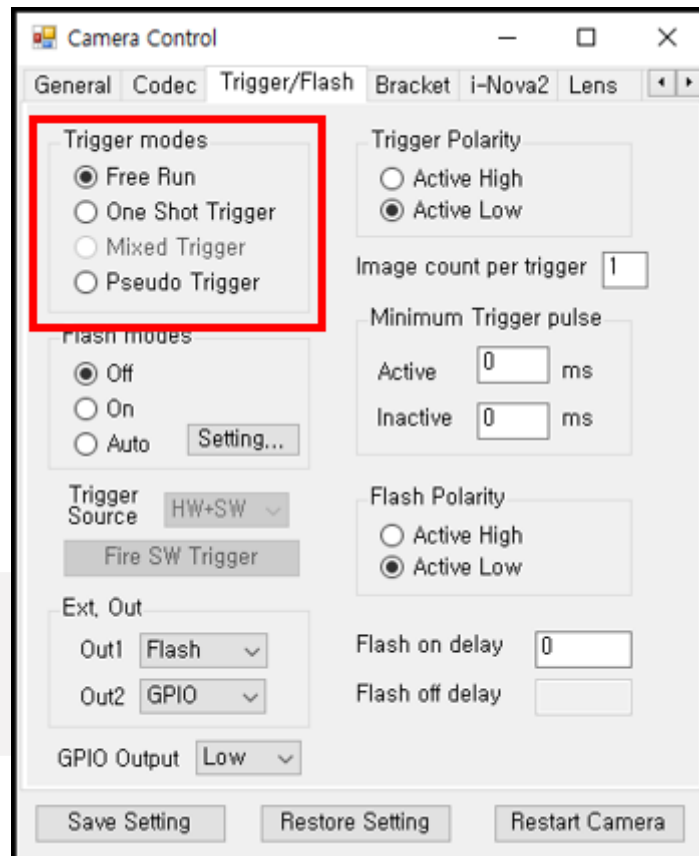 Camera Control
General Codec Trigger/Flash Bracket i-Nova2 Lens
Trigger modes
Free Run
One Shot Trigger
Mixed Trigger
Pseudo Trigger
Trigger Polarity
Active High
Active Low
Image count per trigger 1
Minimum Trigger pulse
Active 0 ms
Inactive 0 ms
Flash modes
Off
On
Auto Setting...
Trigger
Source HW+SW
Fire SW Trigger
Flash Polarity
Active High
Active Low
Ext, Out
Out1 Flash
Out2 GPIO
Flash on delay 0
Flash off delay
GPIO Output Low
Save Setting Restore Setting Restart Camera